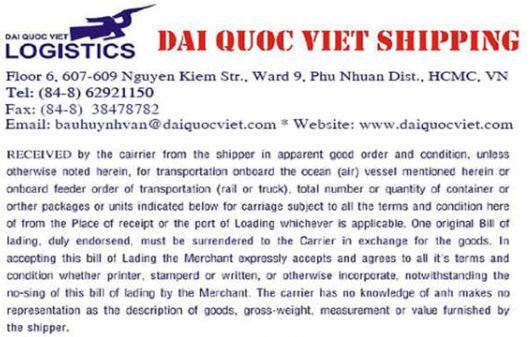 DAI QUOC VIET
LOGISTICS
DAI QUOC VIET SHIPPING
Floor 6, 607-609 Nguyen Kiem Str., Ward 9, Phu Nhuan Dist., HCMC, VN
Tel: (84-8) 62921150
Fax: (84-8) 38478782
Email: bauhuynhvan@daiquocviet.com * Website: www.daiquocviet.com
RECEIVED by the cairrier from the shipper in apparent good order and condition, unless
otherwise noted herein, for transportation onboard the ocean (air) vessel mentioned herein or
onboard feeder order of transportation (rail or truck), total number or quantity of container or
orther packages or units indicated below for carriage subject to all the terms and condition here
of from the Place of receipt or the port of Loading whichever is applicable. One original Bill of
lading, duly endorsend, must be surrendered to the Carrier in exchange for the goods. In
accepting this bill of Lading the Merchant expressly accepts and agrees to all it's terms and
condition whether printer, stamperd or written, or otherwise incorporate, notwithstanding the
no-sing of this bill of lading by the Merchant. The carrier has no knowledge of anh makes no
representation as the description of goods, gross-weight, measurement or value furnished by
the shipper.